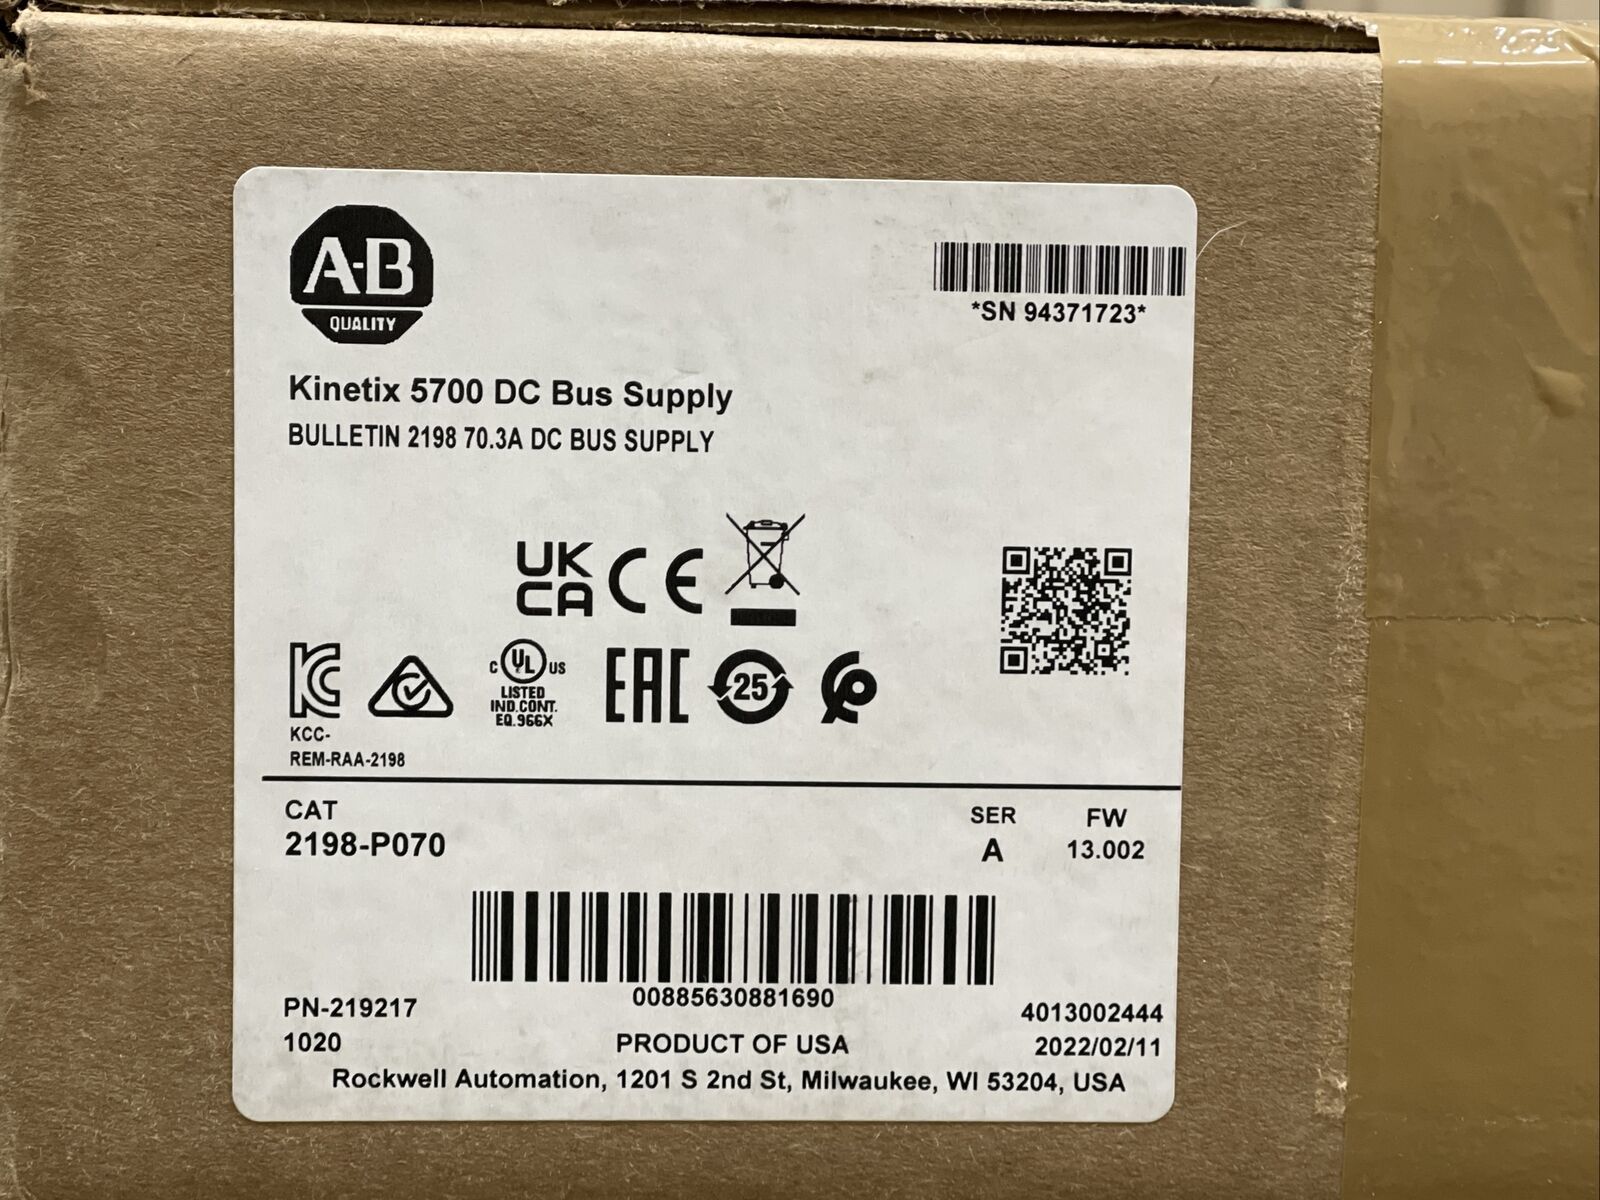 A-B
QUALITY
*SN 94371723*
Kinetix 5700 DC Bus Supply
BULLETIN 2198 70.3A DC BUS SUPPLY
UK
CA
CE
KC
KCC-
REM-RAA-2198
C UL US
LISTED
IND.CONT.
EQ.966X
EAC
25
CAT
2198-P070
SER
A
FW
13.002
00885630881690
PN-219217
1020
PRODUCT OF USA
4013002444
2022/02/11
Rockwell Automation, 1201 S 2nd St, Milwaukee, WI 53204, USA